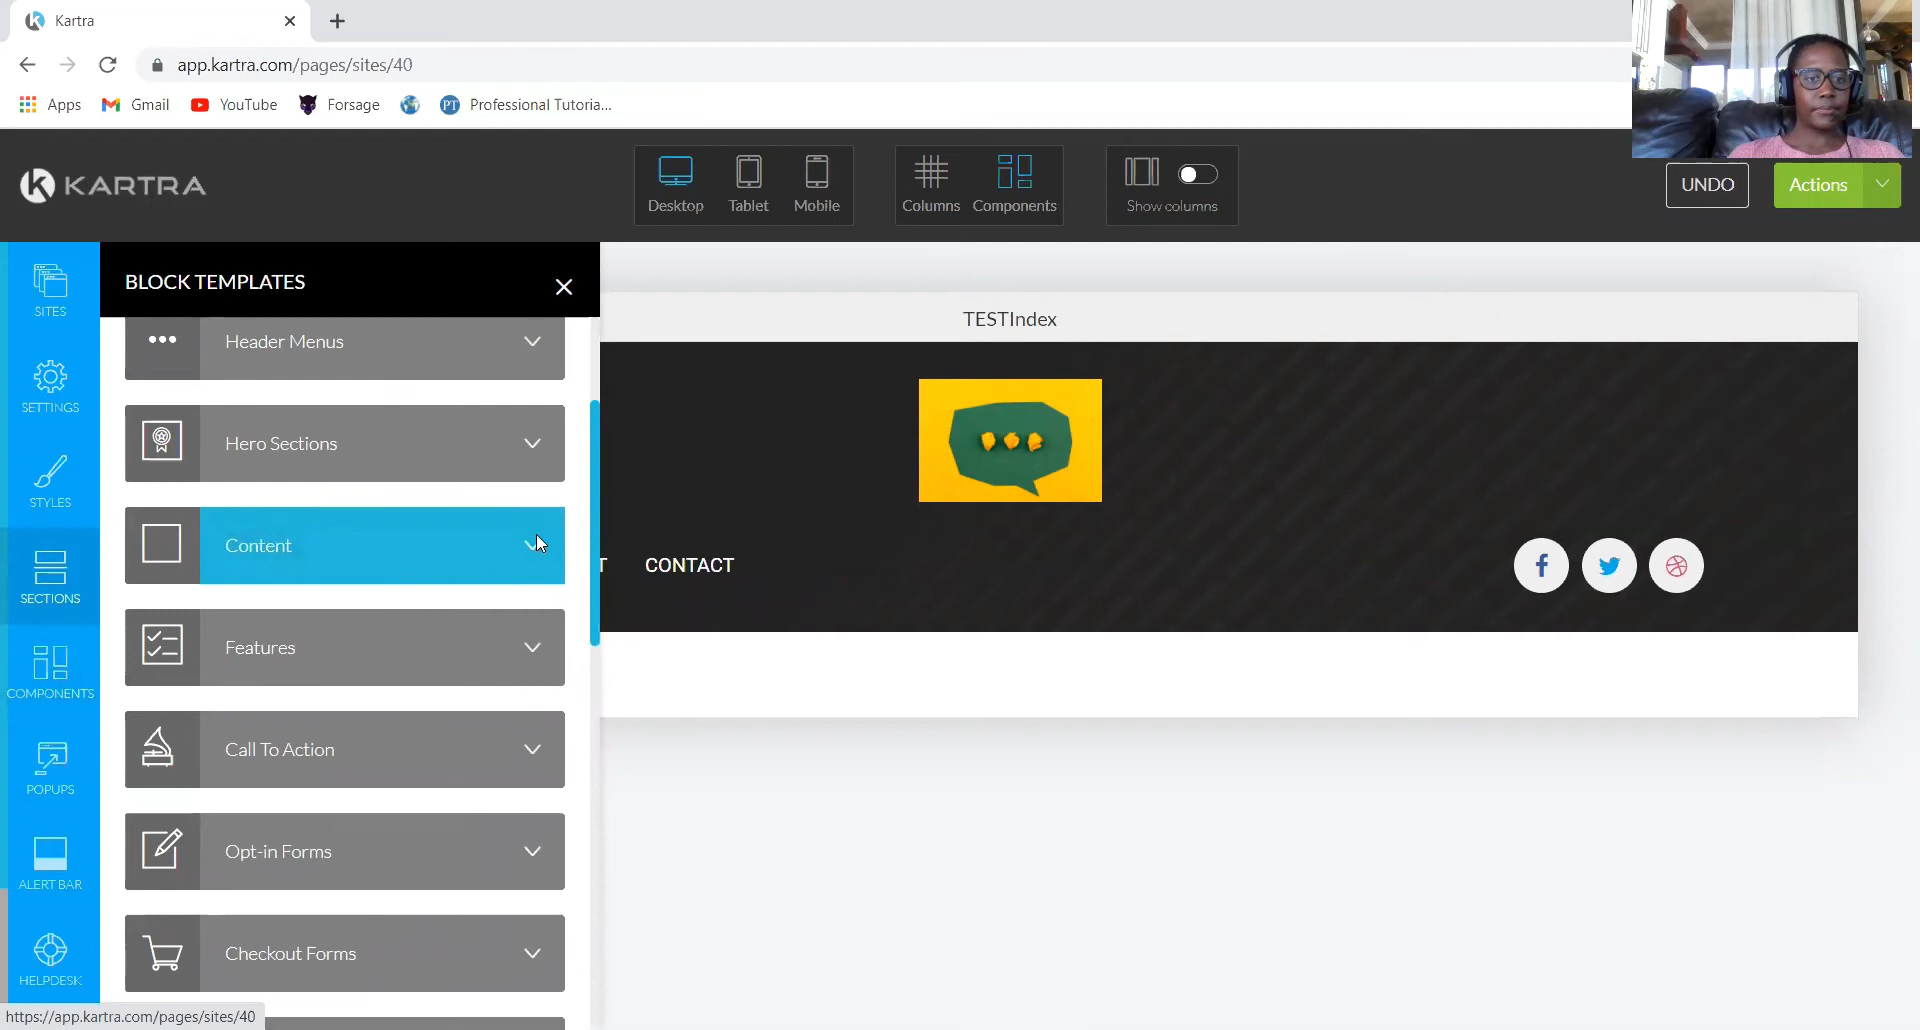 Kartra
app.kartra.com/pages/sites/40
Apps
Gmail
YouTube
Forsage
PT
Professional Tutoria...
KARTRA
Desktop
Tablet
Mobile
Columns
Components
Show columns
UNDO
Actions
SITES
SETTINGS
STYLES
SECTIONS
COMPONENTS
POPUPS
ALERT BAR
HELPDESK
BLOCK TEMPLATES
Header Menus
Hero Sections
Content
Features
Call To Action
Opt-in Forms
Checkout Forms
TESTIndex
T
CONTACT
https://app.kartra.com/pages/sites/40